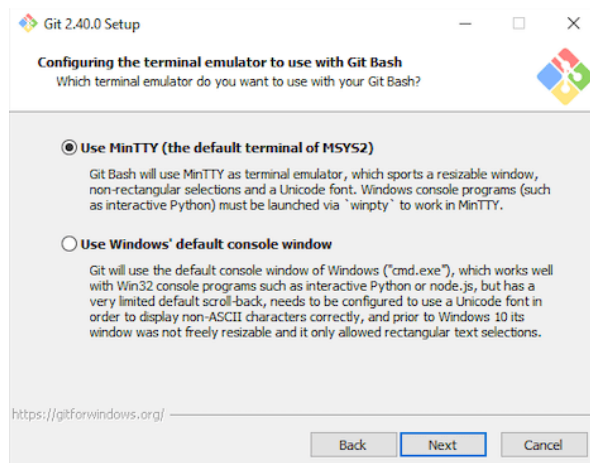 Git 2.40.0 Setup
Configuring the terminal emulator to use with Git Bash
Which terminal emulator do you want to use with your Git Bash?
Use MinTTY (the default terminal of MSYS2)
Git Bash will use MinTTY as terminal emulator, which sports a resizable window,
non-rectangular selections and a Unicode font. Windows console programs (such
as interactive Python) must be launched via `winpty` to work in MinTTY.
Use Windows' default console window
Git will use the default console window of Windows ("cmd.exe"), which works well
with Win32 console programs such as interactive Python or node.js, but has a
very limited default scroll-back, needs to be configured to use a Unicode font in
order to display non-ASCII characters correctly, and prior to Windows 10 its
window was not freely resizable and it only allowed rectangular text selections.
https://gitforwindows.org/
Back Next Cancel